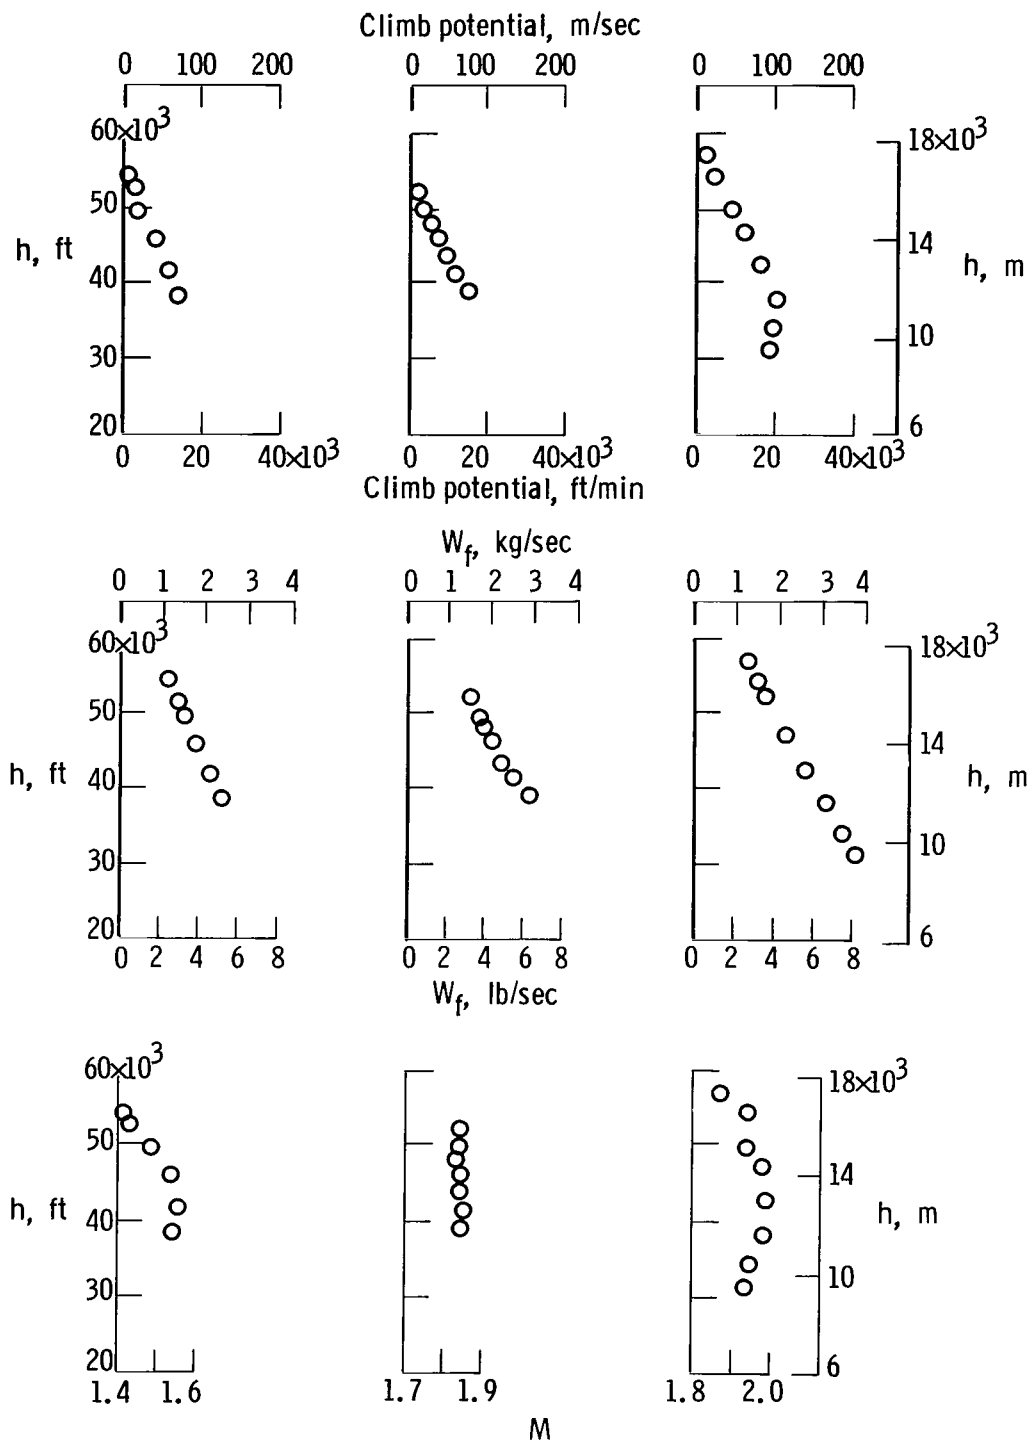 Climb potential, m/sec
0 100 200 0 100 200 0 100 200
60×10³ 18×10³
50
h, ft 14 h, m
40
10
30
20 6
0 20 40×10³ 0 20 40×10³ 0 20 40×10³
Climb potential, ft/min
W_f, kg/sec
0 1 2 3 4 0 1 2 3 4 0 1 2 3 4
60×10³ 18×10³
50
14
h, ft 40 h, m
10
30
20 6
0 2 4 6 8 0 2 4 6 8 0 2 4 6 8
W_f, lb/sec
60×10³ 18×10³
50
14
h, ft 40 h, m
10
30
20 6
1.4 1.6 1.7 1.9 1.8 2.0
M